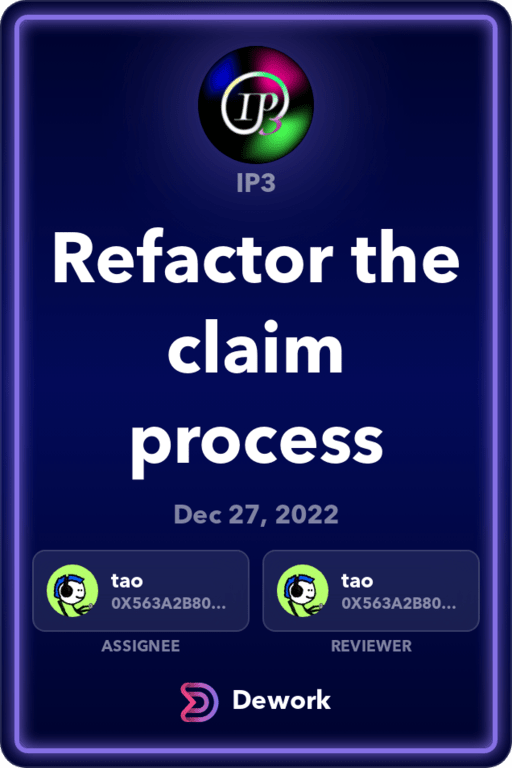 IP3
IP3
Refactor the
claim
process
Dec 27, 2022
tao
0X563A2B80...
tao
0X563A2B80...
ASSIGNEE
REVIEWER
Dework